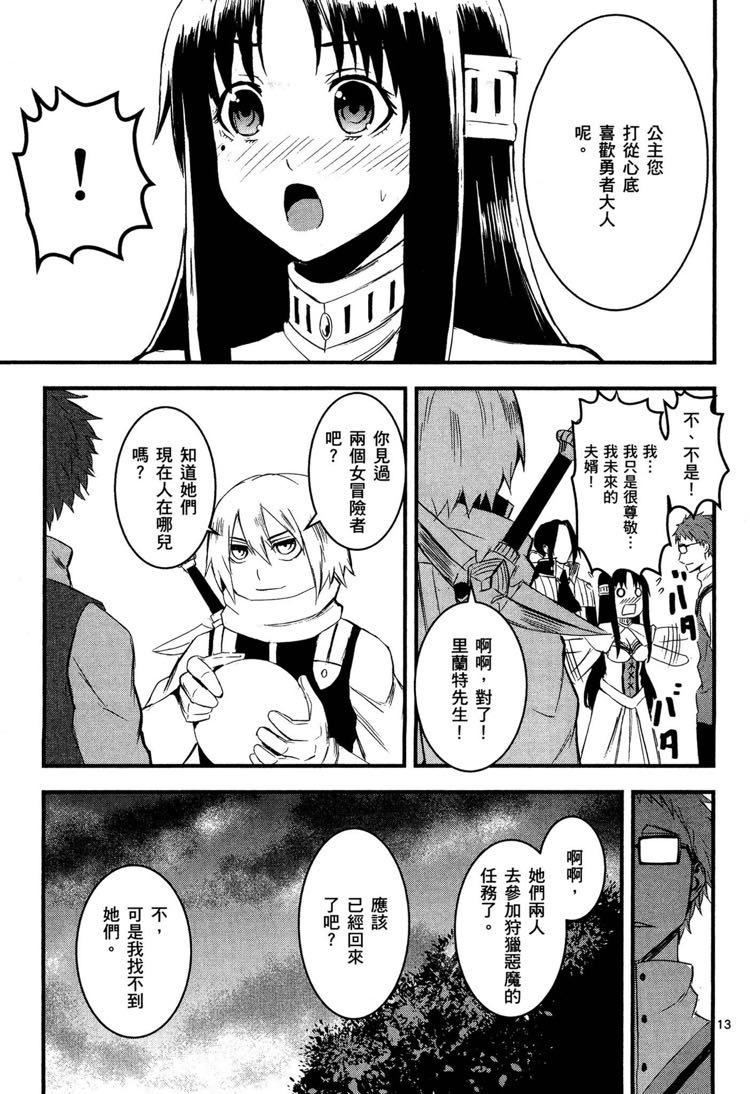 公主您
打從心底
喜歡勇者大人
呢。
！
不、不是！
我…
我只是很尊敬…
我未來的
夫婿！
バタ
バタ
啊啊，對了！
里蘭特先生！
你見過
兩個女冒險者
吧？
知道她們
現在人在哪兒
嗎？
啊啊，
她們兩人
去參加狩獵惡魔的
任務了。
應該
已經回來
了吧？
不，
可是我找不到
她們。
13